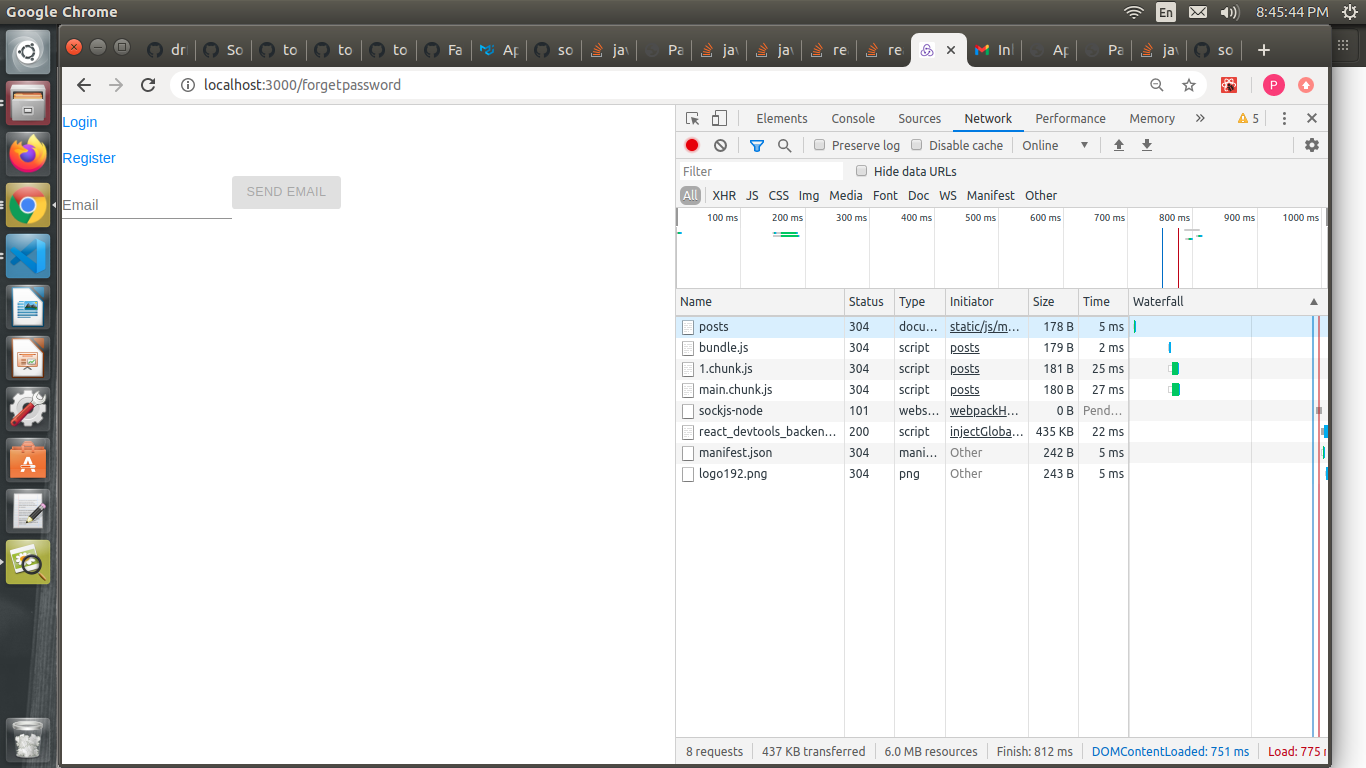 Google Chrome
En
8:45:44 PM
dr
So
to
to
to
Fa
Ap
so
jav
Pa
jav
jav
re
re
In
Ap
Pa
jav
so
localhost:3000/forgetpassword
P
Login
Register
Email
SEND EMAIL
Elements Console Sources Network Performance Memory » 5
Preserve log Disable cache Online
Filter
Hide data URLs
All XHR JS CSS Img Media Font Doc WS Manifest Other
100 ms 200 ms 300 ms 400 ms 500 ms 600 ms 700 ms 800 ms 900 ms 1000 ms
Name Status Type Initiator Size Time Waterfall
posts 304 docu... static/js/m... 178 B 5 ms
bundle.js 304 script posts 179 B 2 ms
1.chunk.js 304 script posts 181 B 25 ms
main.chunk.js 304 script posts 180 B 27 ms
sockjs-node 101 webs... webpackH... 0 B Pend...
react_devtools_backen... 200 script injectGloba... 435 KB 22 ms
manifest.json 304 mani... Other 242 B 5 ms
logo192.png 304 png Other 243 B 5 ms
8 requests 437 KB transferred 6.0 MB resources Finish: 812 ms DOMContentLoaded: 751 ms Load: 775